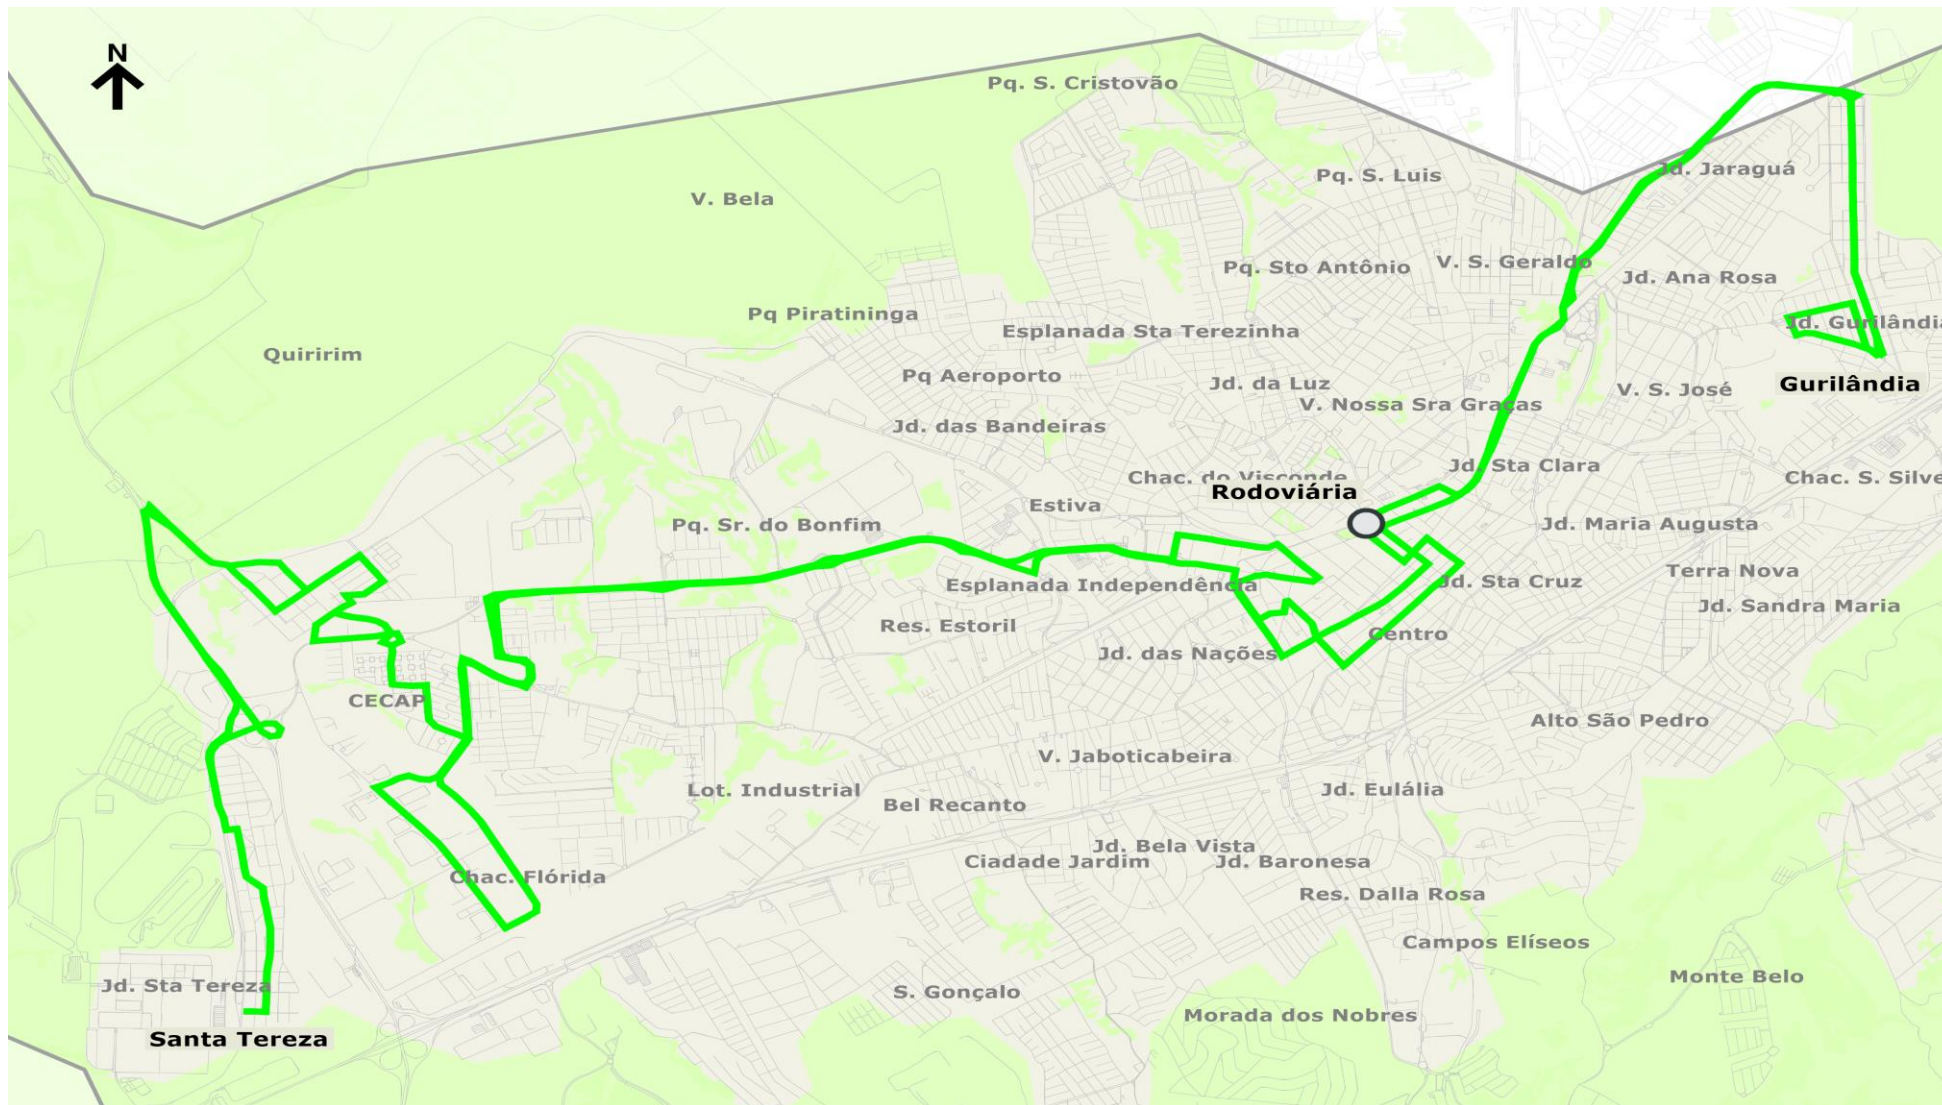 N
Pq. S. Cristovão
Jd. Jaraguá
Pq. S. Luis
V. Bela
V. S. Geraldo
Pq. Sto Antônio
Jd. Ana Rosa
Pq Piratininga
Jd. Gurilândia
Esplanada Sta Terezinha
Quiririm
Pq Aeroporto
Jd. da Luz
Gurilândia
V. S. José
V. Nossa Sra Graças
Jd. das Bandeiras
Jd. Sta Clara
Chac. do Visconde
Chac. S. Silve
Rodoviária
Estiva
Pq. Sr. do Bonfim
Jd. Maria Augusta
Terra Nova
Esplanada Independência
Jd. Sta Cruz
Jd. Sandra Maria
Res. Estoril
Centro
Jd. das Nações
CECAP
Alto São Pedro
V. Jaboticabeira
Lot. Industrial
Jd. Eulália
Bel Recanto
Jd. Bela Vista
Ciadade Jardim
Jd. Baronesa
Chac. Flórida
Res. Dalla Rosa
Campos Elíseos
Monte Belo
Jd. Sta Tereza
S. Gonçalo
Morada dos Nobres
Santa Tereza